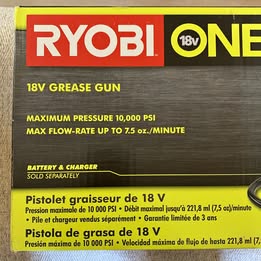 RYOBI ONE
18v
18V GREASE GUN
MAXIMUM PRESSURE 10,000 PSI
MAX FLOW-RATE UP TO 7.5 oz./MINUTE
BATTERY & CHARGER
SOLD SEPARATELY
Pistolet graisseur de 18 V
Pression maximale de 10 000 PSI • Débit maximal jusqu'à 221,8 ml (7,5 oz)/minute
• Pile et chargeur vendus séparément • Garantie limitée de 3 ans
Pistola de grasa de 18 V
Presión máxima de 10 000 PSI • Velocidad máxima de flujo de hasta 221,8 ml (7,